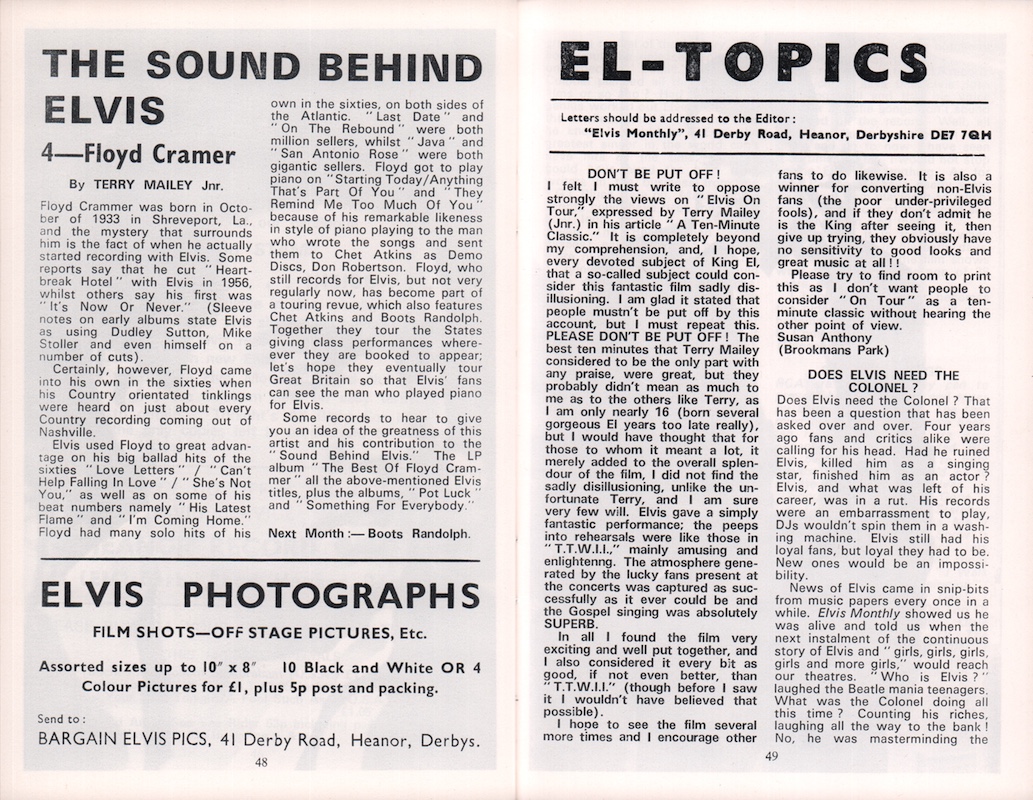 THE SOUND BEHIND
ELVIS
4—Floyd Cramer
By TERRY MAILEY Jnr.
Floyd Crammer was born in Octo-
ber of 1933 in Shreveport, La.,
and the mystery that surrounds
him is the fact of when he actually
started recording with Elvis. Some
reports say that he cut "Heart-
break Hotel" with Elvis in 1956,
whilst others say his first was
"It's Now Or Never." (Sleeve
notes on early albums state Elvis
as using Dudley Sutton, Mike
Stoller and even himself on a
number of cuts).
Certainly, however, Floyd came
into his own in the sixties when
his Country orientated tinklings
were heard on just about every
Country recording coming out of
Nashville.
Elvis used Floyd to great advan-
tage on his big ballad hits of the
sixties "Love Letters" / "Can't
Help Falling In Love" / "She's Not
You," as well as on some of his
beat numbers namely "His Latest
Flame" and "I'm Coming Home."
Floyd had many solo hits of his
own in the sixties, on both sides of
the Atlantic. "Last Date" and
"On The Rebound" were both
million sellers, whilst "Java" and
"San Antonio Rose" were both
gigantic sellers. Floyd got to play
piano on "Starting Today/Anything
That's Part Of You" and "They
Remind Me Too Much Of You"
because of his remarkable likeness
in style of piano playing to the man
who wrote the songs and sent
them to Chet Atkins as Demo
Discs, Don Robertson. Floyd, who
still records for Elvis, but not very
regularly now, has become part of
a touring revue, which also features
Chet Atkins and Boots Randolph.
Together they tour the States
giving class performances where-
ever they are booked to appear;
let's hope they eventually tour
Great Britain so that Elvis' fans
can see the man who played piano
for Elvis.
Some records to hear to give
you an idea of the greatness of this
artist and his contribution to the
"Sound Behind Elvis." The LP
album "The Best Of Floyd Cram-
mer" all the above-mentioned Elvis
titles, plus the albums, "Pot Luck"
and "Something For Everybody."
Next Month :— Boots Randolph.
ELVIS PHOTOGRAPHS
FILM SHOTS—OFF STAGE PICTURES, Etc.
Assorted sizes up to 10" x 8" 10 Black and White OR 4
Colour Pictures for £1, plus 5p post and packing.
Send to :
BARGAIN ELVIS PICS, 41 Derby Road, Heanor, Derbys.
48
EL-TOPICS
Letters should be addressed to the Editor :
"Elvis Monthly", 41 Derby Road, Heanor, Derbyshire DE7 7QH
DON'T BE PUT OFF !
I felt I must write to oppose
strongly the views on "Elvis On
Tour," expressed by Terry Mailey
(Jnr.) in his article "A Ten-Minute
Classic." It is completely beyond
my comprehension, and, I hope,
every devoted subject of King El,
that a so-called subject could con-
sider this fantastic film sadly dis-
illusioning. I am glad it stated that
people mustn't be put off by this
account, but I must repeat this.
PLEASE DON'T BE PUT OFF ! The
best ten minutes that Terry Mailey
considered to be the only part with
any praise, were great, but they
probably didn't mean as much to
me as to the others like Terry, as
I am only nearly 16 (born several
gorgeous El years too late really),
but I would have thought that for
those to whom it meant a lot, it
merely added to the overall splen-
dour of the film, I did not find the
sadly disillusioning, unlike the un-
fortunate Terry, and I am sure
very few will. Elvis gave a simply
fantastic performance; the peeps
into rehearsals were like those in
"T.T.W.I.I.," mainly amusing and
enlightenng. The atmosphere gene-
rated by the lucky fans present at
the concerts was captured as suc-
cessfully as it ever could be and
the Gospel singing was absolutely
SUPERB.
In all I found the film very
exciting and well put together, and
I also considered it every bit as
good, if not even better, than
"T.T.W.I.I." (though before I saw
it I wouldn't have believed that
possible).
I hope to see the film several
more times and I encourage other
fans to do likewise. It is also a
winner for converting non-Elvis
fans (the poor under-privileged
fools), and if they don't admit he
is the King after seeing it, then
give up trying, they obviously have
no sensitivity to good looks and
great music at all ! !
Please try to find room to print
this as I don't want people to
consider "On Tour" as a ten-
minute classic without hearing the
other point of view.
Susan Anthony
(Brookmans Park)
DOES ELVIS NEED THE
COLONEL ?
Does Elvis need the Colonel ? That
has been a question that has been
asked over and over. Four years
ago fans and critics alike were
calling for his head. Had he ruined
Elvis, killed him as a singing
star, finished him as an actor ?
Elvis, and what was left of his
career, was in a rut. His records
were an embarrassment to play,
DJs wouldn't spin them in a wash-
ing machine. Elvis still had his
loyal fans, but loyal they had to be.
New ones would be an impossi-
bility.
News of Elvis came in snip-bits
from music papers every once in a
while. Elvis Monthly showed us he
was alive and told us when the
next instalment of the continuous
story of Elvis and "girls, girls, girls,
girls and more girls," would reach
our theatres. "Who is Elvis ?"
laughed the Beatle mania teenagers.
What was the Colonel doing all
this time ? Counting his riches,
laughing all the way to the bank !
No, he was masterminding the
49